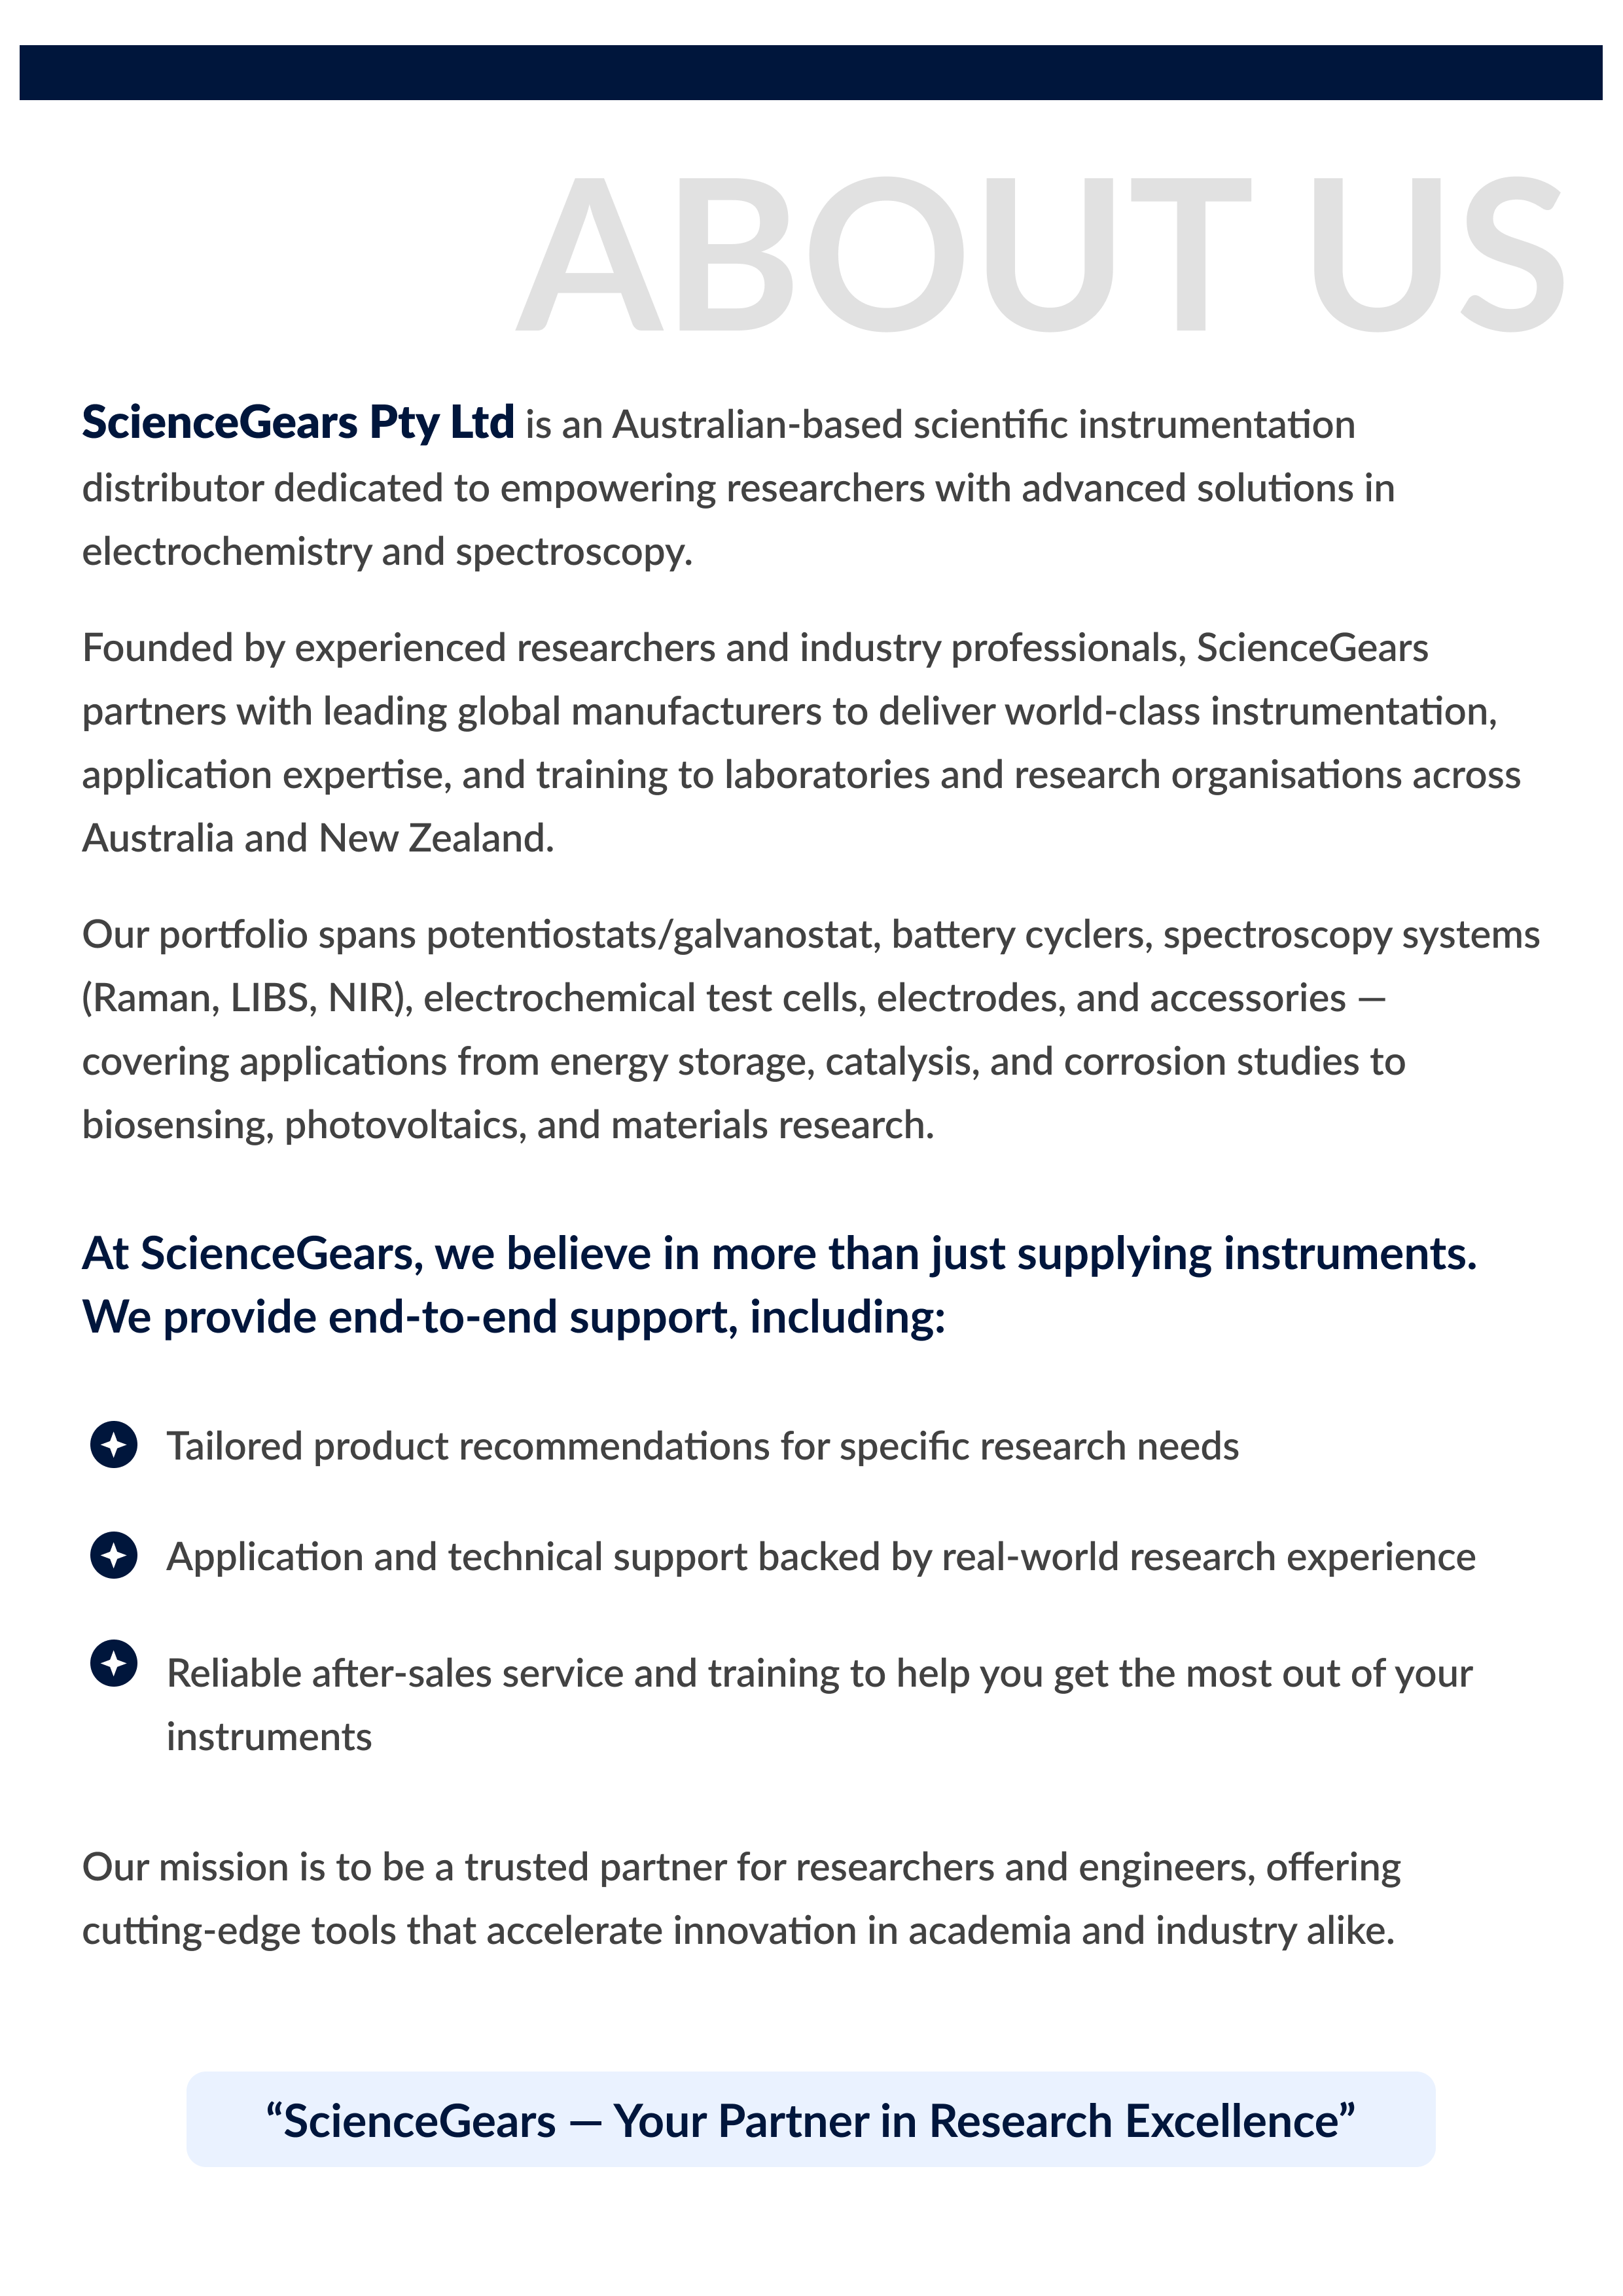 ABOUT US
ScienceGears Pty Ltd is an Australian-based scientific instrumentation
distributor dedicated to empowering researchers with advanced solutions in
electrochemistry and spectroscopy.
Founded by experienced researchers and industry professionals, ScienceGears
partners with leading global manufacturers to deliver world-class instrumentation,
application expertise, and training to laboratories and research organisations across
Australia and New Zealand.
Our portfolio spans potentiostats/galvanostat, battery cyclers, spectroscopy systems
(Raman, LIBS, NIR), electrochemical test cells, electrodes, and accessories —
covering applications from energy storage, catalysis, and corrosion studies to
biosensing, photovoltaics, and materials research.
At ScienceGears, we believe in more than just supplying instruments.
We provide end-to-end support, including:
Tailored product recommendations for specific research needs
Application and technical support backed by real-world research experience
Reliable after-sales service and training to help you get the most out of your
instruments
Our mission is to be a trusted partner for researchers and engineers, offering
cutting-edge tools that accelerate innovation in academia and industry alike.
“ScienceGears — Your Partner in Research Excellence”